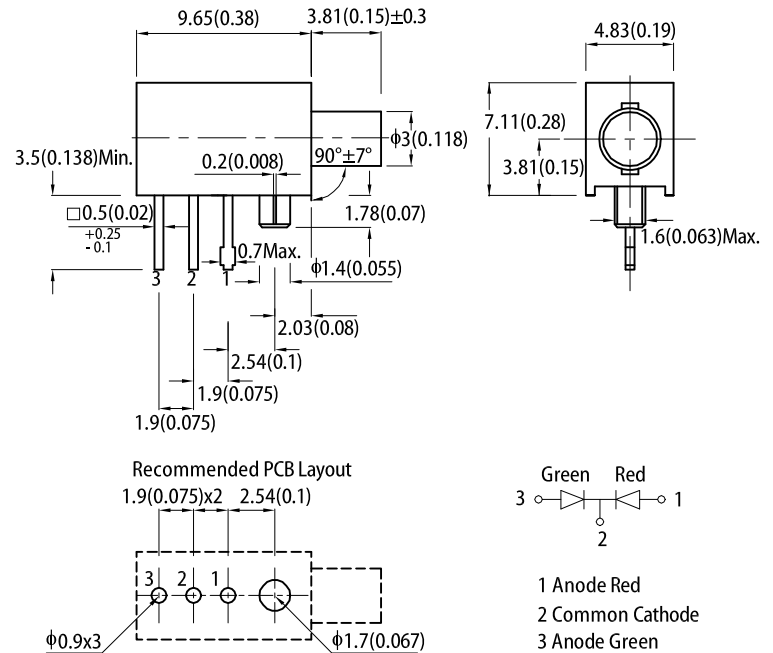 9.65(0.38)
3.81(0.15)±0.3
4.83(0.19)
7.11(0.28)
ϕ3(0.118)
3.5(0.138)Min.
0.2(0.008)
90°±7°
3.81(0.15)
□0.5(0.02)
+0.25
- 0.1
1.78(0.07)
0.7Max.
1.6(0.063)Max.
ϕ1.4(0.055)
3 2 1
2.03(0.08)
2.54(0.1)
1.9(0.075)
1.9(0.075)
Recommended PCB Layout
1.9(0.075)x2 2.54(0.1)
3 2 1
ϕ0.9x3
ϕ1.7(0.067)
Green Red
3 1
2
1 Anode Red
2 Common Cathode
3 Anode Green